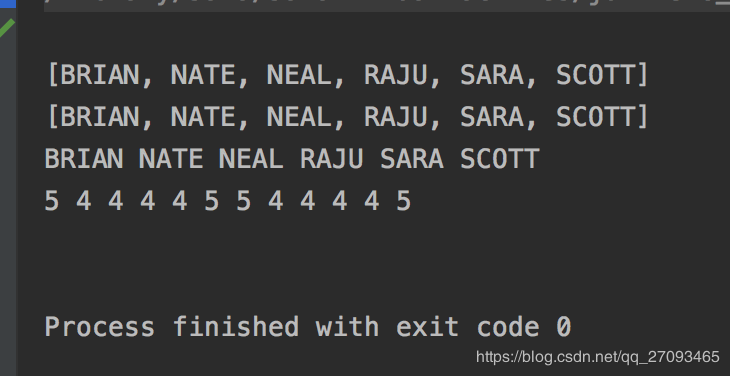 [BRIAN, NATE, NEAL, RAJU, SARA, SCOTT]
[BRIAN, NATE, NEAL, RAJU, SARA, SCOTT]
BRIAN NATE NEAL RAJU SARA SCOTT
5 4 4 4 4 5 5 4 4 4 4 5
Process finished with exit code 0
https://blog.csdn.net/qq_27093465